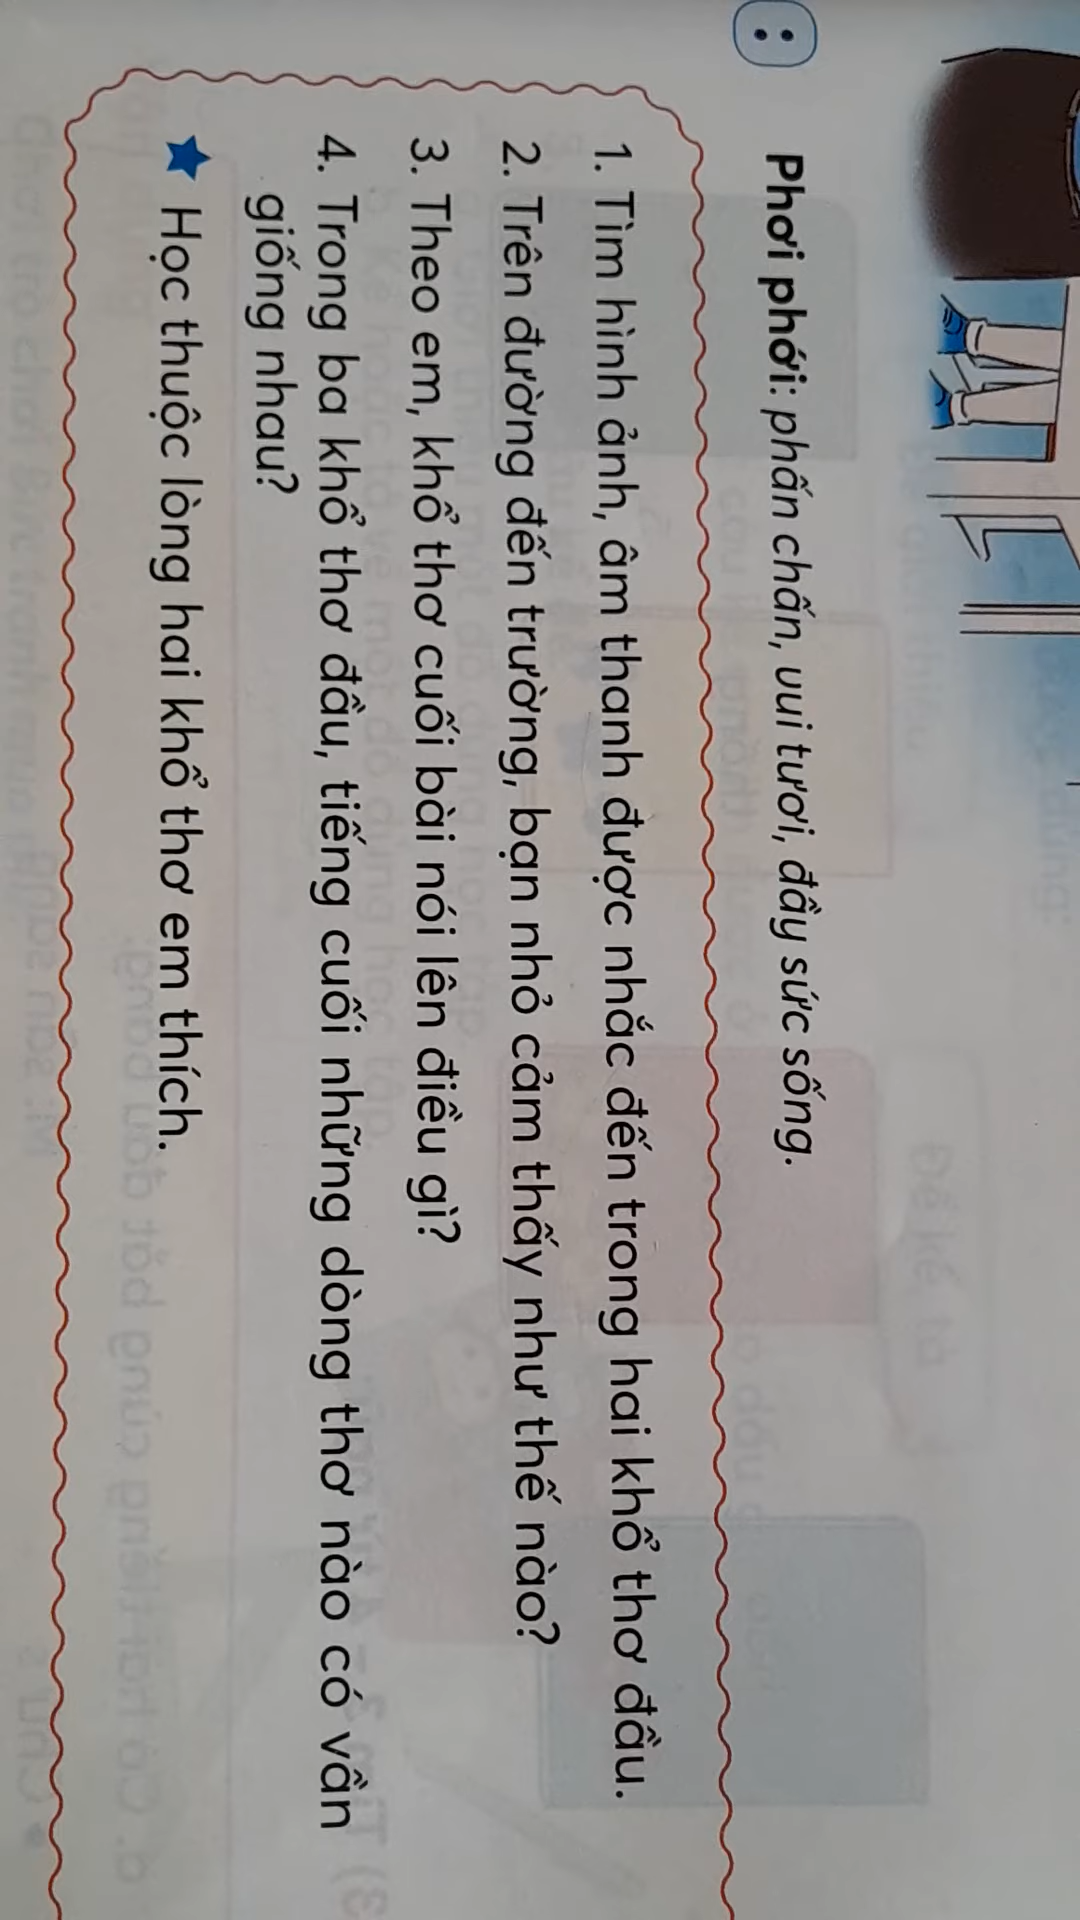 :
Phơi phới: phấn chấn, vui tươi, đầy sức sống.
1. Tìm hình ảnh, âm thanh được nhắc đến trong hai khổ thơ đầu.
2. Trên đường đến trường, bạn nhỏ cảm thấy như thế nào?
3. Theo em, khổ thơ cuối bài nói lên điều gì?
4. Trong ba khổ thơ đầu, tiếng cuối những dòng thơ nào có vần
giống nhau?
★ Học thuộc lòng hai khổ thơ em thích.